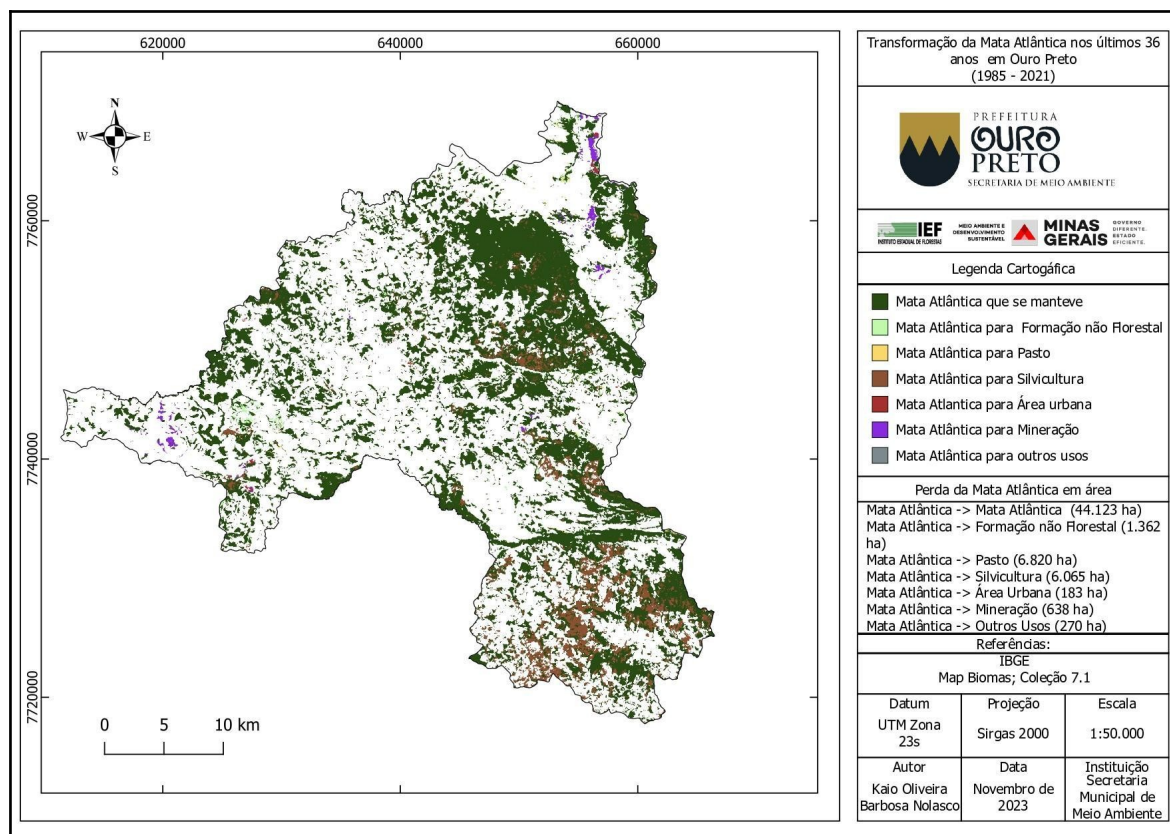 620000
640000
660000
7760000
7740000
7720000
7760000
7740000
7720000
N
W
E
S
0 5 10 km
Transformação da Mata Atlântica nos últimos 36
anos em Ouro Preto
(1985 - 2021)
PREFEITURA
OURO
PRETO
SECRETARIA DE MEIO AMBIENTE
IEF
INSTITUTO ESTADUAL DE FLORESTAS
MEIO AMBIENTE E
DESENVOLVIMENTO
SUSTENTÁVEL
MINAS
GERAIS
GOVERNO
DIFERENTE.
ESTADO
EFICIENTE.
Legenda Cartogáfica
Mata Atlântica que se manteve
Mata Atlântica para Formação não Florestal
Mata Atlântica para Pasto
Mata Atlântica para Silvicultura
Mata Atlantica para Área urbana
Mata Atlântica para Mineração
Mata Atlântica para outros usos
Perda da Mata Atlântica em área
Mata Atlântica -> Mata Atlântica (44.123 ha)
Mata Atlântica -> Formação não Florestal (1.362
ha)
Mata Atlântica -> Pasto (6.820 ha)
Mata Atlântica -> Silvicultura (6.065 ha)
Mata Atlântica -> Área Urbana (183 ha)
Mata Atlântica -> Mineração (638 ha)
Mata Atlântica -> Outros Usos (270 ha)
Referências:
IBGE
Map Biomas; Coleção 7.1
Datum
UTM Zona
23s
Projeção
Sirgas 2000
Escala
1:50.000
Autor
Kaio Oliveira
Barbosa Nolasco
Data
Novembro de
2023
Instituição
Secretaria
Municipal de
Meio Ambiente